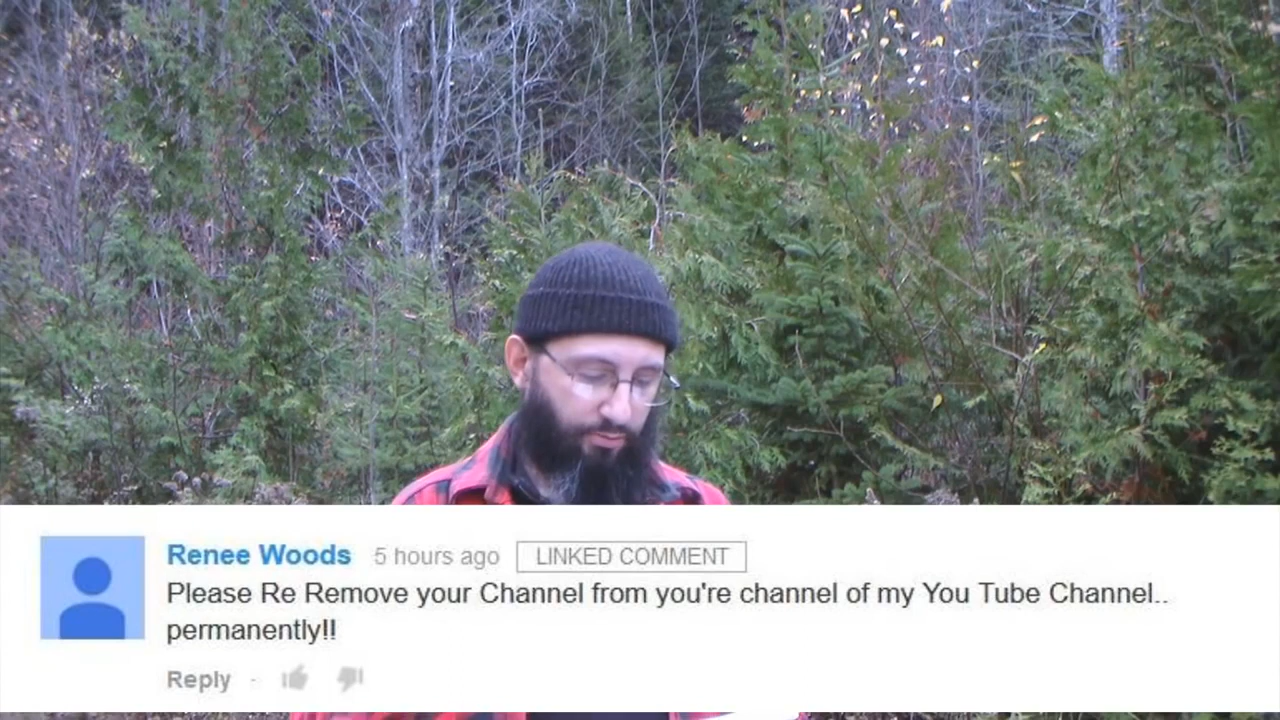 Renee Woods 5 hours ago LINKED COMMENT
Please Re Remove your Channel from you're channel of my You Tube Channel..
permanently!!
Reply